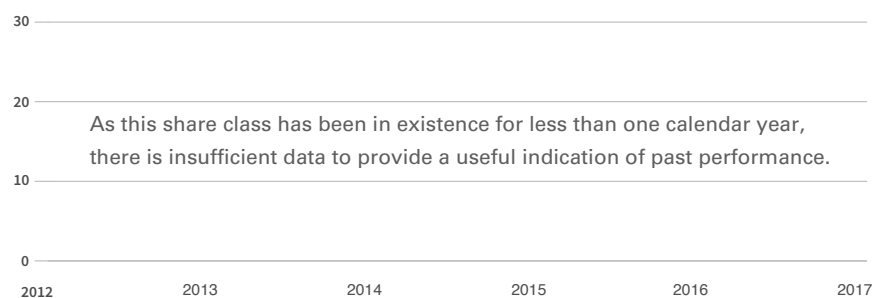 30
20
As this share class has been in existence for less than one calendar year,
there is insufficient data to provide a useful indication of past performance.
10
0
2012 2013 2014 2015 2016 2017